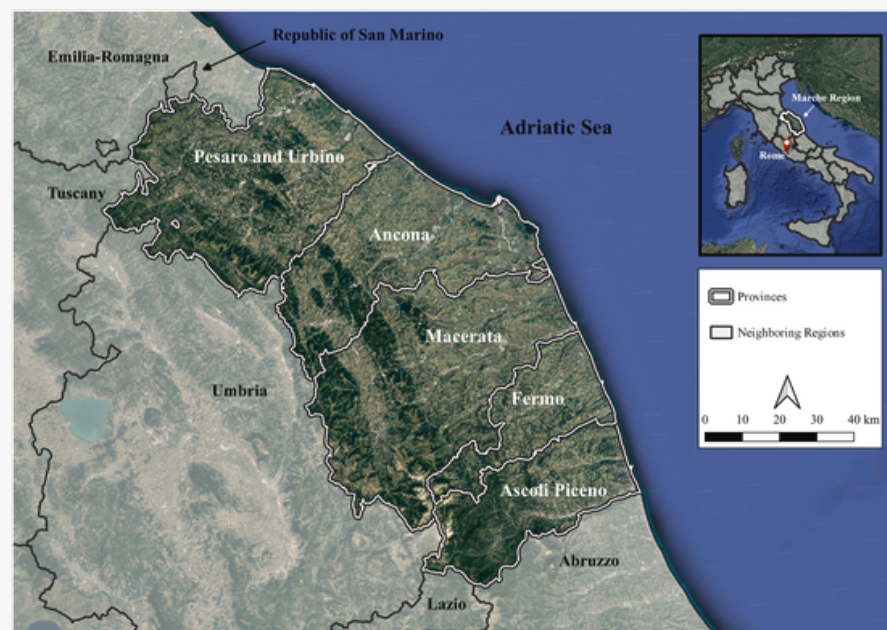 Republic of San Marino
Emilia-Romagna
Adriatic Sea
Pesaro and Urbino
Tuscany
Ancona
Macerata
Umbria
Fermo
Ascoli Piceno
Abruzzo
Lazio
Marche Region
Rome
Provinces
Neighboring Regions
0 10 20 30 40 km